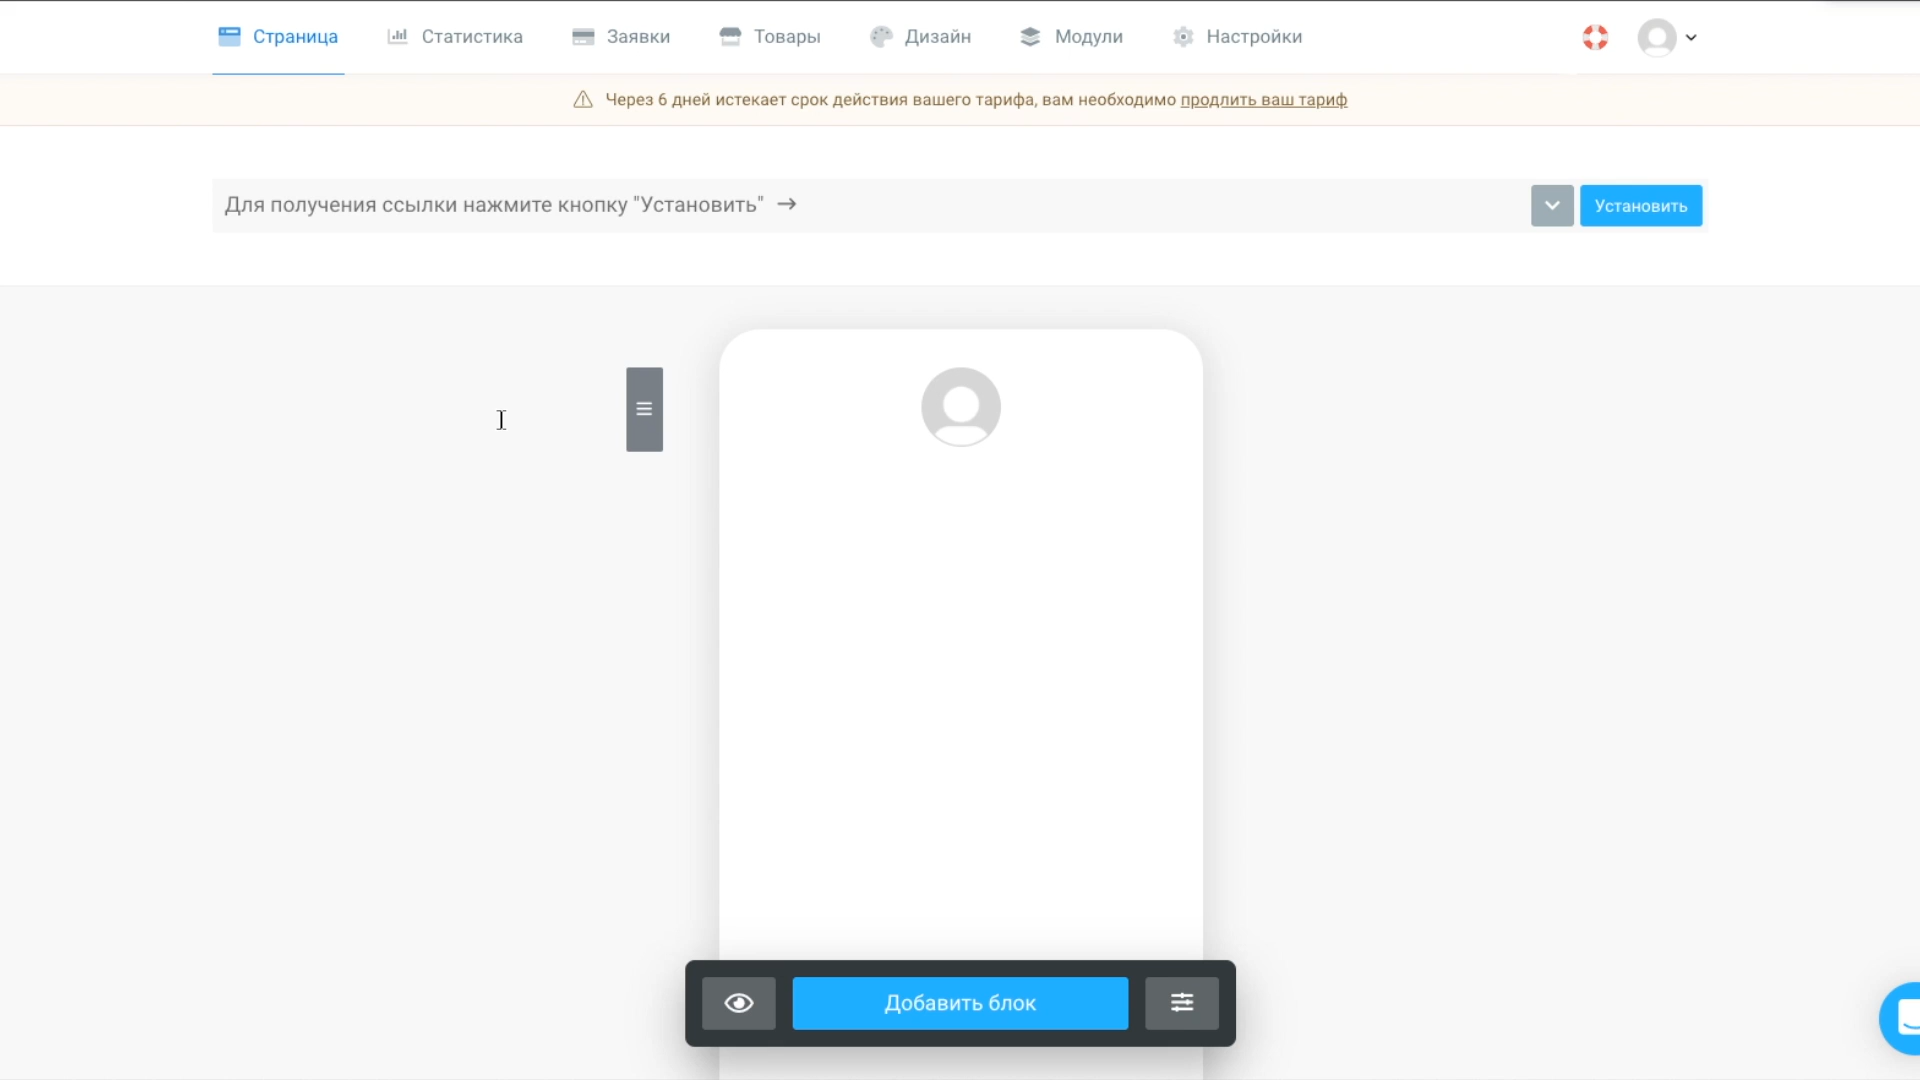 Страница Статистика Заявки Товары Дизайн Модули Настройки
Через 6 дней истекает срок действия вашего тарифа, вам необходимо продлить ваш тариф
Для получения ссылки нажмите кнопку "Установить" →
Установить
Добавить блок